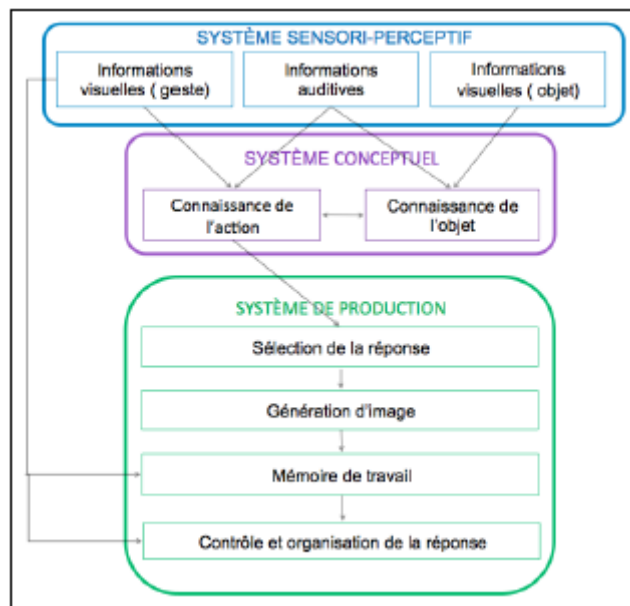 SYSTÈME SENSORI-PERCEPTIF
Informations
visuelles ( geste)
Informations
auditives
Informations
visuelles ( objet)
SYSTÈME CONCEPTUEL
Connaissance de
l'action
Connaissance de
l'objet
SYSTÈME DE PRODUCTION
Sélection de la réponse
Génération d'image
Mémoire de travail
Contrôle et organisation de la réponse